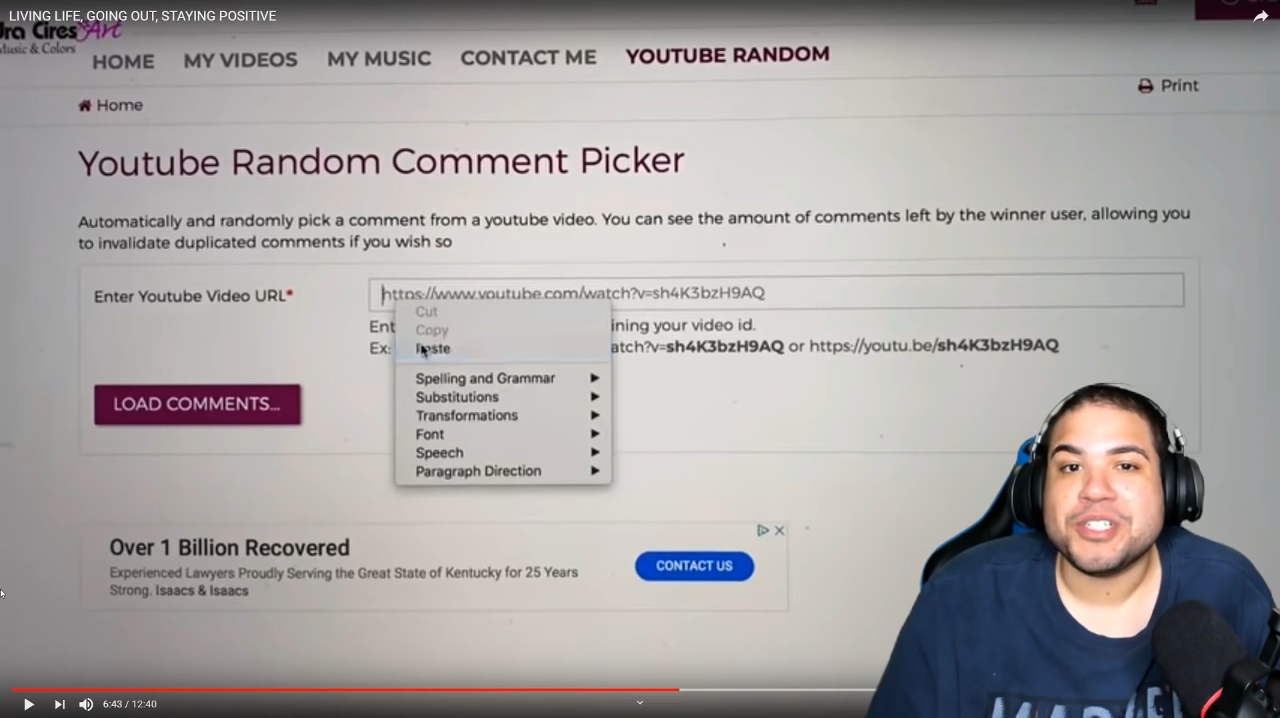 LIVING LIFE, GOING OUT, STAYING POSITIVE
Cires Art
Music & Colors
HOME MY VIDEOS MY MUSIC CONTACT ME YOUTUBE RANDOM
Print
Home
Youtube Random Comment Picker
Automatically and randomly pick a comment from a youtube video. You can see the amount of comments left by the winner user, allowing you
to invalidate duplicated comments if you wish so
Enter Youtube Video URL*
https://www.youtube.com/watch?v=sh4K3bzH9AQ
Ent ining your video id.
Ex: atch?v=sh4K3bzH9AQ or https://youtu.be/sh4K3bzH9AQ
Cut
Copy
Paste
Spelling and Grammar
Substitutions
Transformations
Font
Speech
Paragraph Direction
LOAD COMMENTS...
Over 1 Billion Recovered
Experienced Lawyers Proudly Serving the Great State of Kentucky for 25 Years
Strong. Isaacs & Isaacs
CONTACT US
6:43 / 12:40